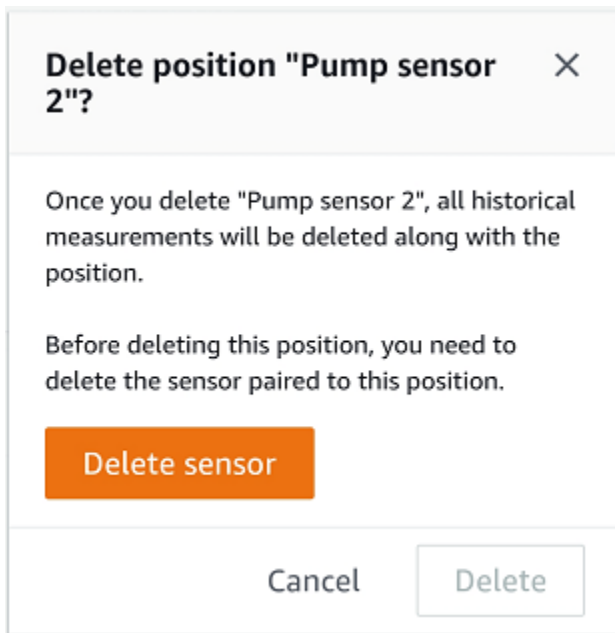 Delete position "Pump sensor
2"?
Once you delete "Pump sensor 2", all historical
measurements will be deleted along with the
position.
Before deleting this position, you need to
delete the sensor paired to this position.
Delete sensor
Cancel Delete